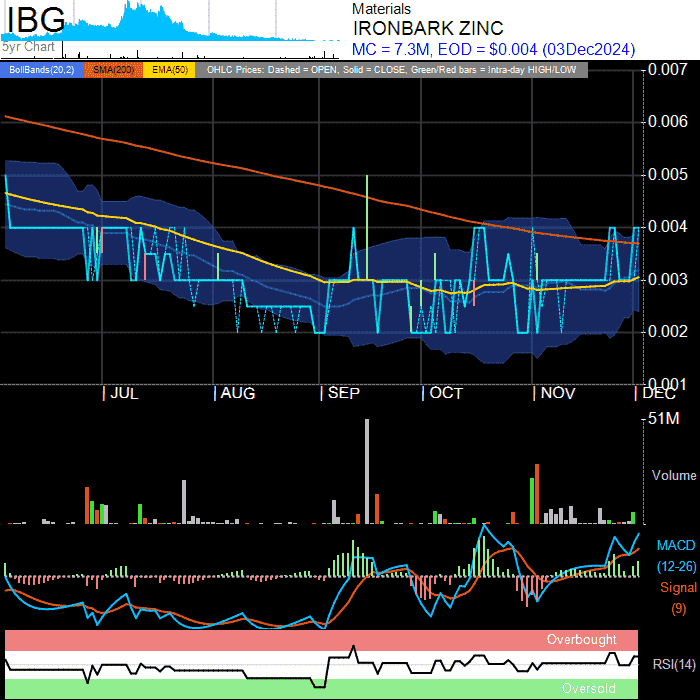 IBG
5yr Chart
Materials
IRONBARK ZINC
MC = 7.3M, EOD = $0.004 (03Dec2024)
BollBands(20,2) SMA(200) EMA(50) OHLC Prices: Dashed = OPEN, Solid = CLOSE, Green/Red bars = Intra-day HIGH/LOW
0.007
0.006
0.005
0.004
0.003
0.002
0.001
JUL AUG SEP OCT NOV DEC
51M
Volume
MACD
(12-26)
Signal
(9)
Overbought
RSI(14)
Oversold